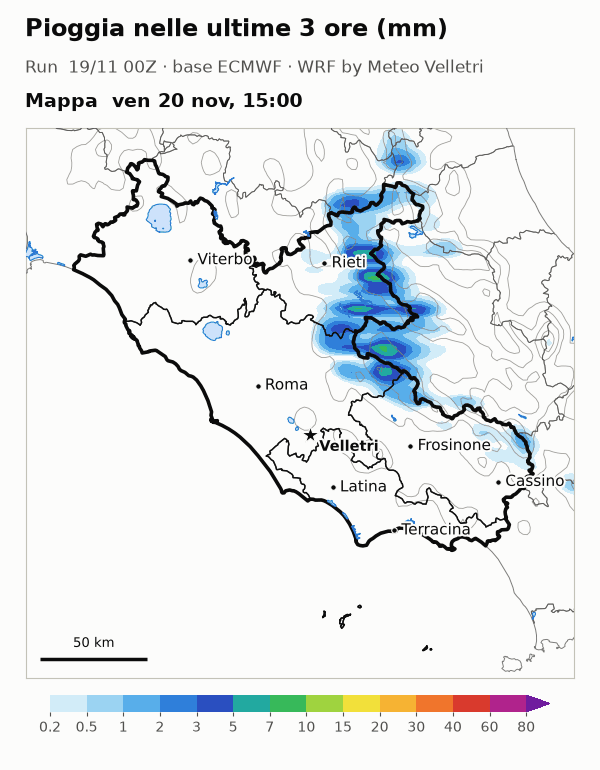 Pioggia nelle ultime 3 ore (mm)
Run  19/11 00Z · base ECMWF · WRF by Meteo Velletri
Mappa  ven 20 nov, 15:00
Viterbo
Rieti
Roma
Velletri
Frosinone
Cassino
Latina
Terracina
50 km
0.2 0.5 1 2 3 5 7 10 15 20 30 40 60 80